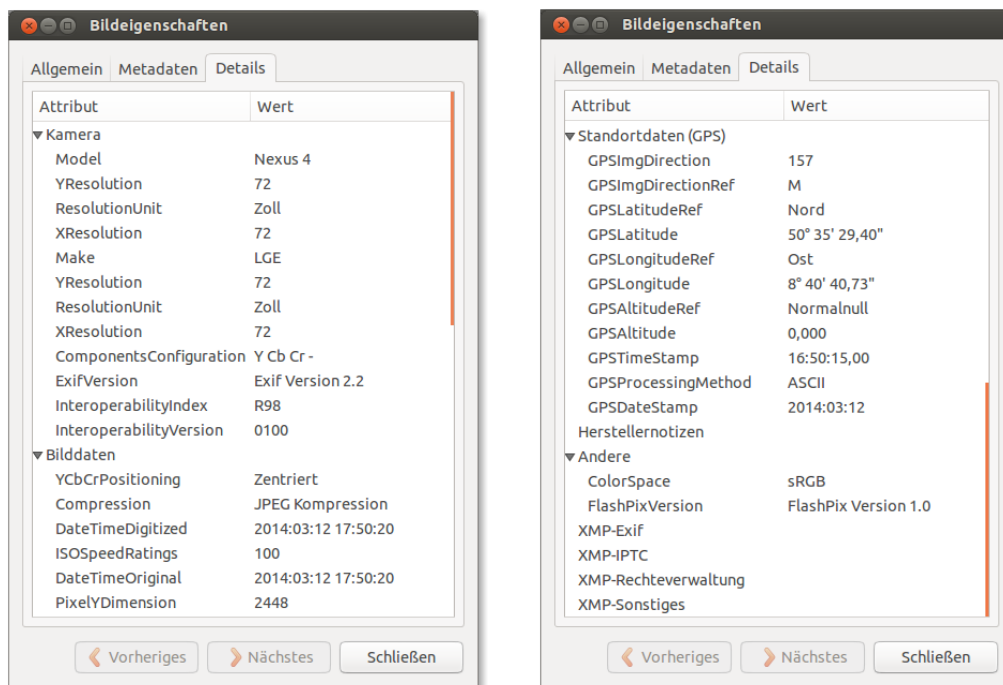 Bildeigenschaften
Allgemein Metadaten Details
Attribut Wert
Kamera
Model Nexus 4
YResolution 72
ResolutionUnit Zoll
XResolution 72
Make LGE
YResolution 72
ResolutionUnit Zoll
XResolution 72
ComponentsConfiguration Y Cb Cr -
ExifVersion Exif Version 2.2
InteroperabilityIndex R98
InteroperabilityVersion 0100
Bilddaten
YCbCrPositioning Zentriert
Compression JPEG Kompression
DateTimeDigitized 2014:03:12 17:50:20
ISOSpeedRatings 100
DateTimeOriginal 2014:03:12 17:50:20
PixelYDimension 2448
Vorheriges Nächstes Schließen
Bildeigenschaften
Allgemein Metadaten Details
Attribut Wert
Standortdaten (GPS)
GPSImgDirection 157
GPSImgDirectionRef M
GPSLatitudeRef Nord
GPSLatitude 50° 35' 29,40"
GPSLongitudeRef Ost
GPSLongitude 8° 40' 40,73"
GPSAltitudeRef Normalnull
GPSAltitude 0,000
GPSTimeStamp 16:50:15,00
GPSProcessingMethod ASCII
GPSDateStamp 2014:03:12
Herstellernotizen
Andere
ColorSpace sRGB
FlashPixVersion FlashPix Version 1.0
XMP-Exif
XMP-IPTC
XMP-Rechteverwaltung
XMP-Sonstiges
Vorheriges Nächstes Schließen